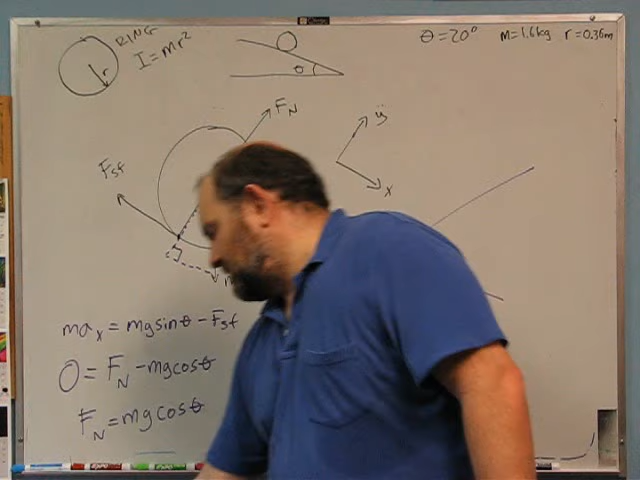 RING
I = mr²
r
θ
θ = 20° m = 1.6kg r = 0.36m
F_N
y
F_sf
x
ma_x = mgsinθ - F_sf
0 = F_N - mgcosθ
F_N = mgcosθ